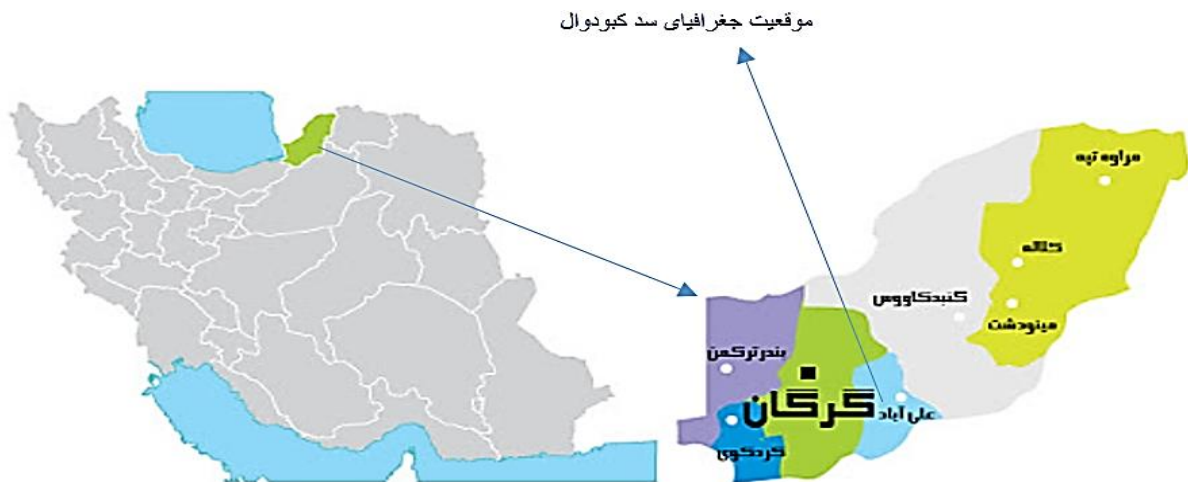 موقعیت جغرافیای سد کبودوال
مراوه تپه
کلاله
گنبدکاووس
مینودشت
بندرترکمن
گرگان
علی آباد
کردکوی